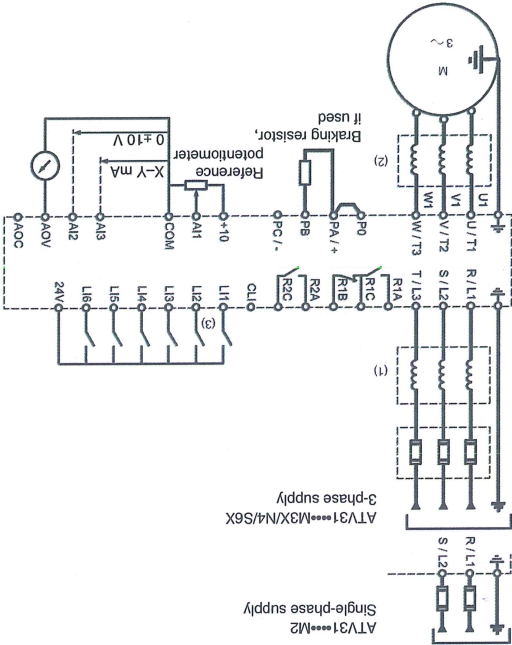 ATV31••••M2
Single-phase supply
R / L1
S / L2
ATV31••••M3X/N4/S6X
3-phase supply
(1)
R / L1
S / L2
T / L3
R1A
R1C
R1B
R2A
R2C
CLI
LI1
LI2
LI3
LI4
LI5
LI6
24V
(3)
U / T1
V / T2
W / T3
P0
PA / +
PB
PC / -
+10
AI1
COM
AI3
AI2
AOV
AOC
U1
V1
W1
(2)
Braking resistor,
if used
Reference
potentiometer
X–Y mA
0 ± 10 V
M
3 ~